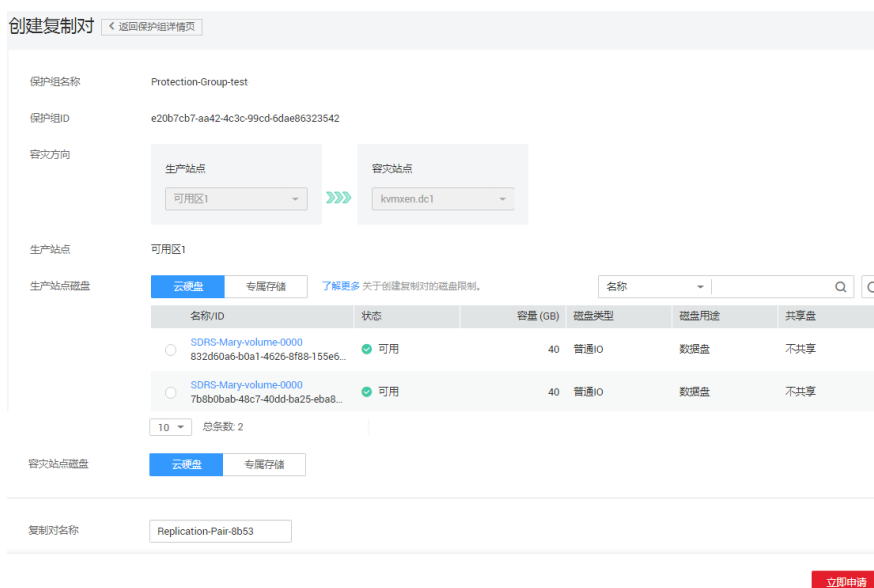 创建复制对 < 返回保护组详情页
保护组名称 Protection-Group-test
保护组ID e20b7cb7-aa42-4c3c-99cd-6dae86323542
容灾方向
生产站点 容灾站点
可用区1 kvmxen.dc1
生产站点 可用区1
生产站点磁盘 云硬盘 专属存储 了解更多 关于创建复制对的磁盘限制。 名称
名称/ID 状态 容量 (GB) 磁盘类型 磁盘用途 共享盘
SDRS-Mary-volume-0000
832d60a6-b0a1-4626-8f88-155e6... 可用 40 普通IO 数据盘 不共享
SDRS-Mary-volume-0000
7b8b0bab-48c7-40dd-ba25-eba8... 可用 40 普通IO 数据盘 不共享
10 总条数: 2
容灾站点磁盘 云硬盘 专属存储
复制对名称 Replication-Pair-8b53
立即申请